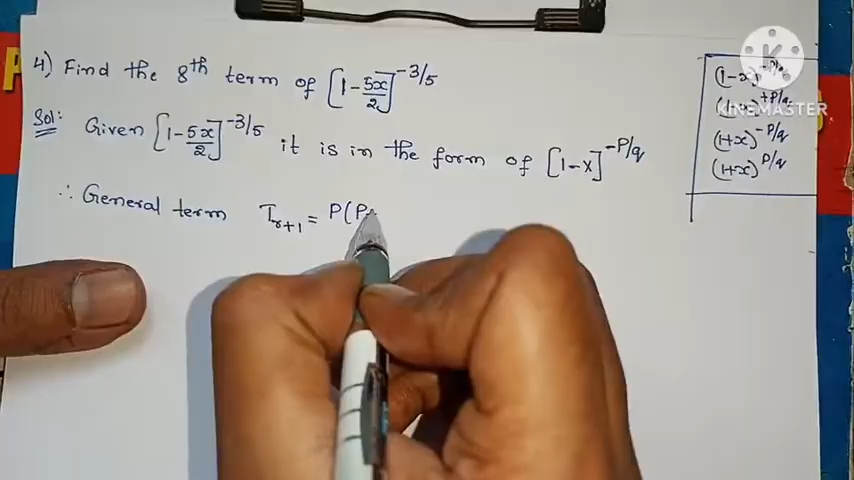 4) Find the 8th term of [1-5x/2]^-3/5
Sol: Given [1-5x/2]^-3/5 it is in the form of [1-x]^-P/q
∴ General term T_r+1 = P(P+
(1-x)^-P/q
(1-x)^+P/q
(1+x)^-P/q
(1+x)^P/q
KINEMASTER